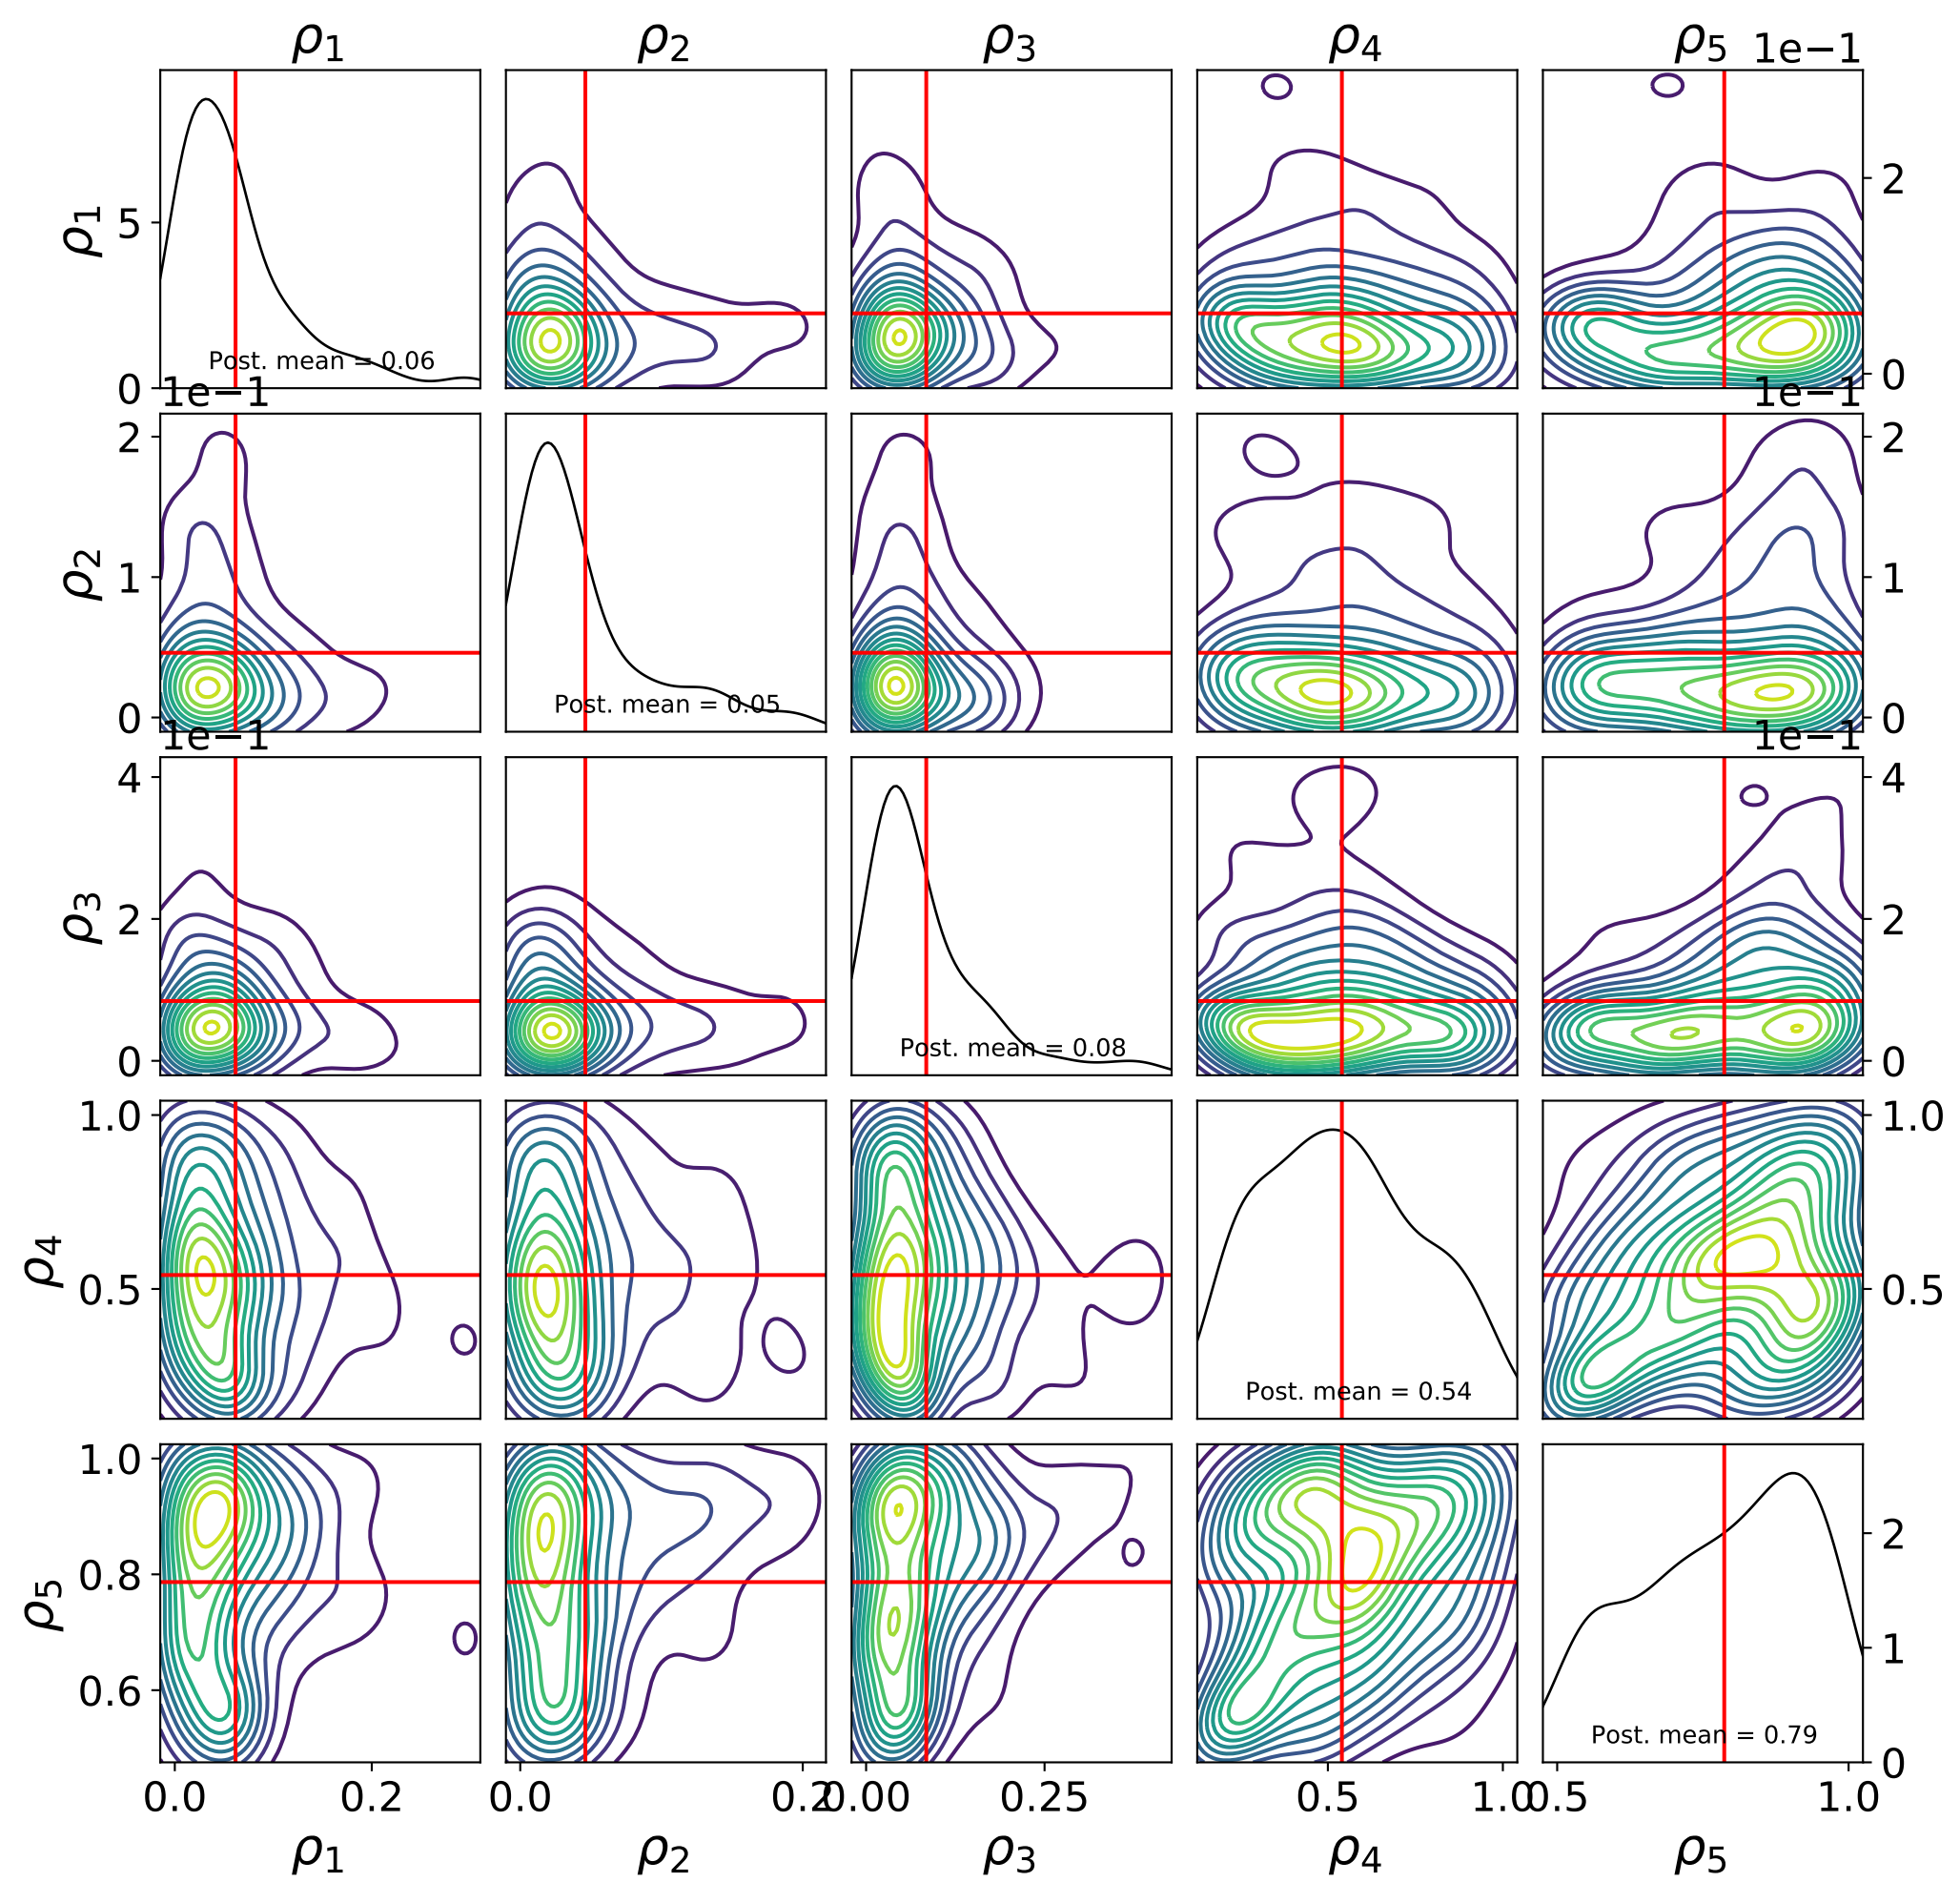 ρ1 ρ2 ρ3 ρ4 ρ5 1e−1
ρ1 5 0 Post. mean = 0.06 2 0
1e−1 1e−1
ρ2 2 1 0 Post. mean = 0.05 2 1 0
1e−1 1e−1
ρ3 4 2 0 Post. mean = 0.08 4 2 0
ρ4 1.0 0.5 Post. mean = 0.54 1.0 0.5
ρ5 1.0 0.8 0.6 Post. mean = 0.79 2 1 0
0.0 0.2 0.0 0.2 0.00 0.25 0.5 1.0 0.5 1.0
ρ1 ρ2 ρ3 ρ4 ρ5